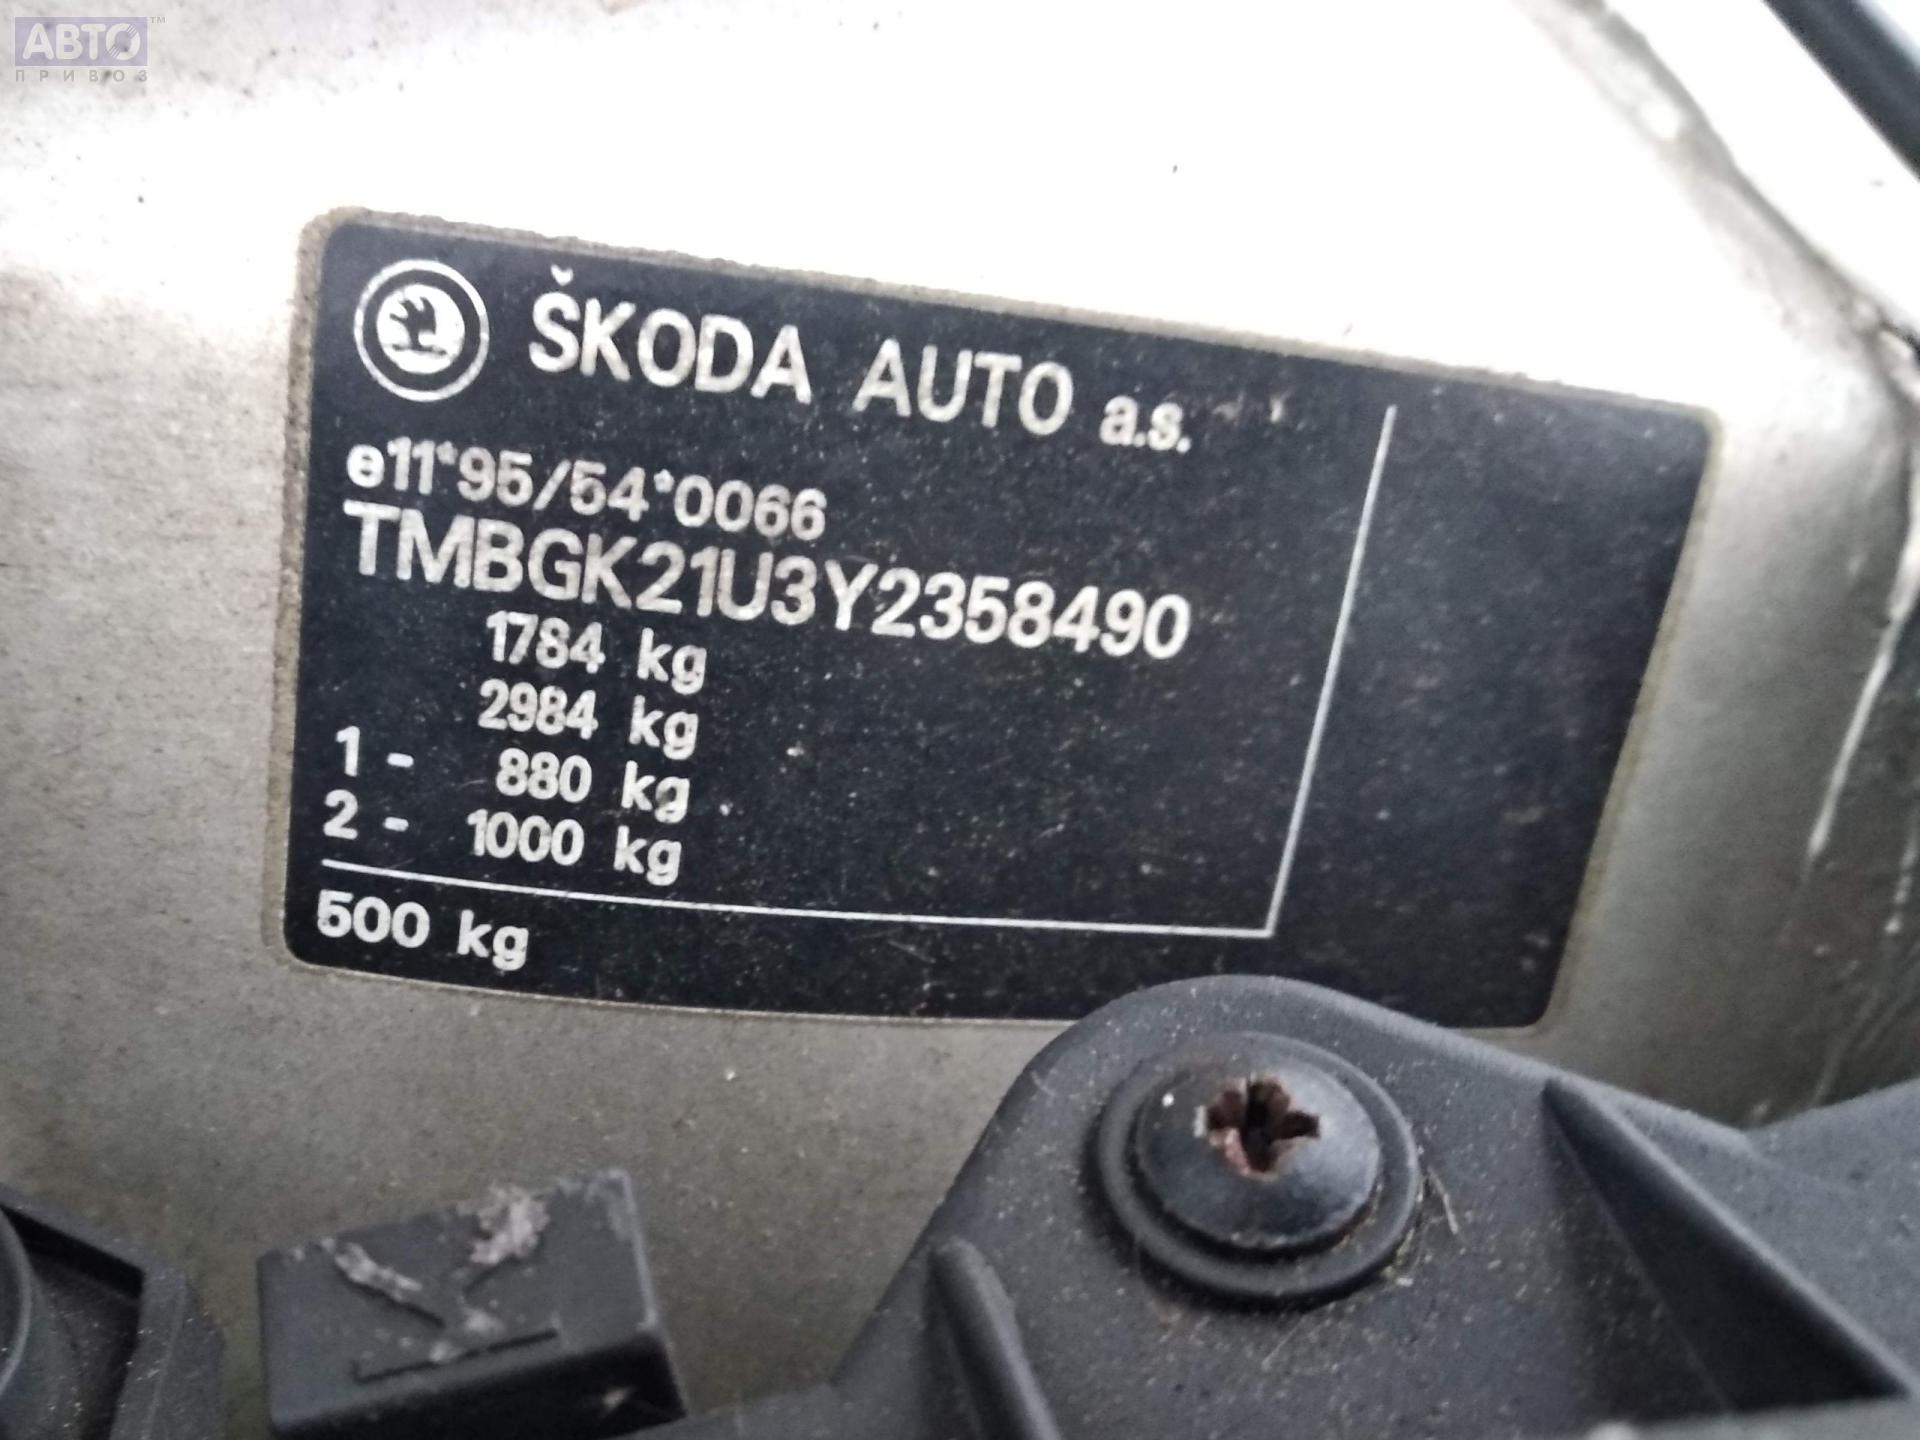 АВТО™
ПРИВОЗ
ŠKODA AUTO a.s.
e11*95/54*0066
TMBGK21U3Y2358490
1784 kg
2984 kg
1 - 880 kg
2 - 1000 kg
500 kg